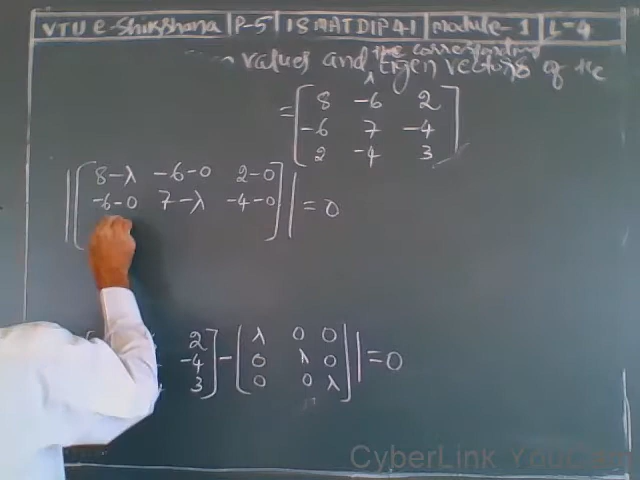 VTU e-Shikshana P-5 18MATDIP41 Module-1 L-4
the corresponding
values and Eigen vectors of the
λ
= [ 8 -6 2
-6 7 -4
2 -4 3 ]
|[ 8-λ -6-0 2-0
-6-0 7-λ -4-0 ]| = 0
2
-4
3 ] - [ λ 0 0
0 λ 0
0 0 λ ]| = 0
CyberLink YouCam